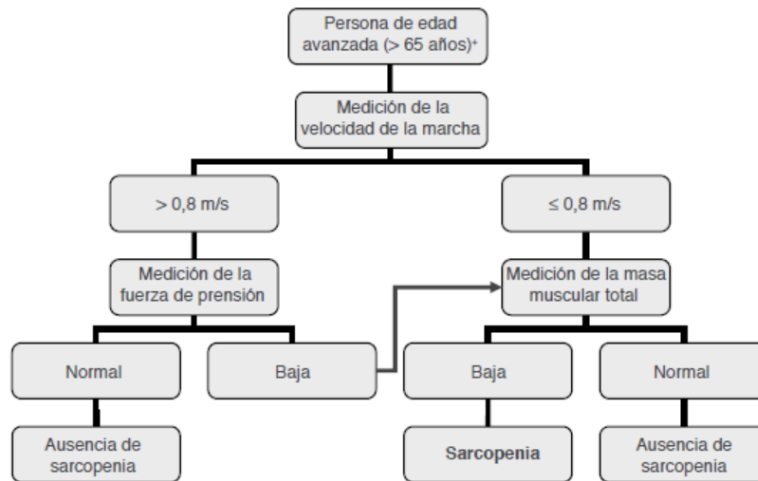 Persona de edad
avanzada (> 65 años)+
Medición de la
velocidad de la marcha
> 0,8 m/s
≤ 0,8 m/s
Medición de la
fuerza de prensión
Medición de la masa
muscular total
Normal
Baja
Baja
Normal
Ausencia de
sarcopenia
Sarcopenia
Ausencia de
sarcopenia